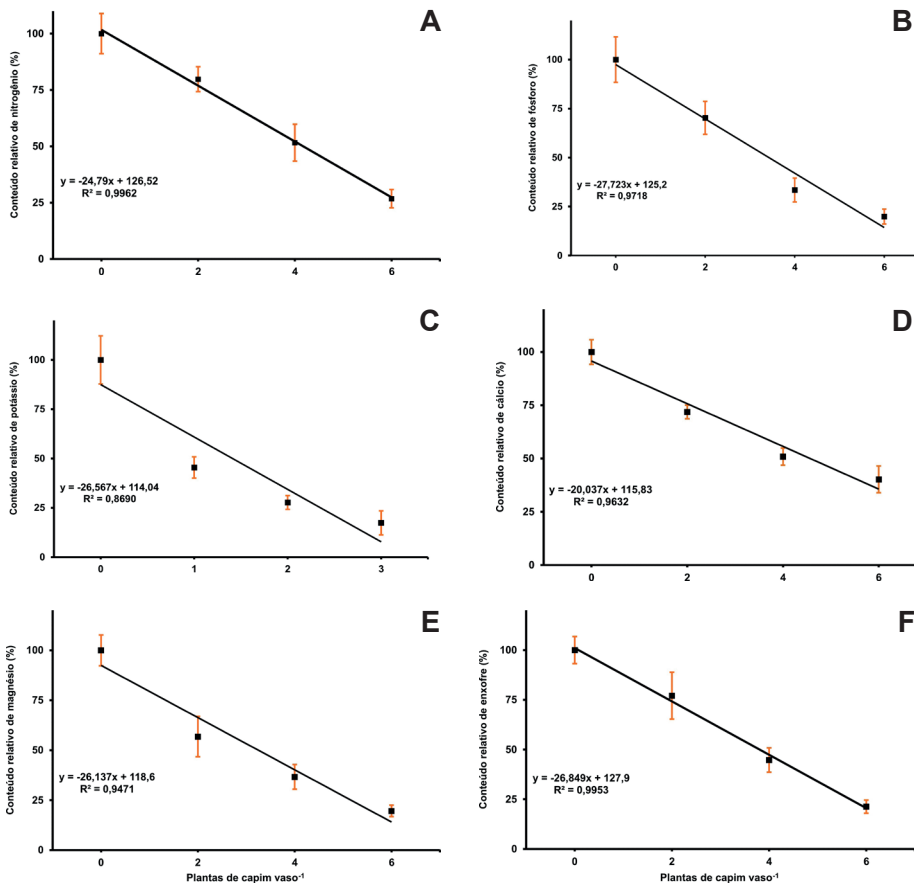 A
Conteúdo relativo de nitrogênio (%)
100
75
50
25
0
y = -24,79x + 126,52
R² = 0,9962
0 2 4 6
B
Conteúdo relativo de fósforo (%)
100
75
50
25
0
y = -27,723x + 125,2
R² = 0,9718
0 2 4 6
C
Conteúdo relativo de potássio (%)
100
75
50
25
0
y = -26,567x + 114,04
R² = 0,8690
0 1 2 3
D
Conteúdo relativo de cálcio (%)
100
75
50
25
0
y = -20,037x + 115,83
R² = 0,9632
0 2 4 6
E
Conteúdo relativo de magnésio (%)
100
75
50
25
0
y = -26,137x + 118,6
R² = 0,9471
0 2 4 6
Plantas de capim vaso⁻¹
F
Conteúdo relativo de enxofre (%)
100
75
50
25
0
y = -26,849x + 127,9
R² = 0,9953
0 2 4 6
Plantas de capim vaso⁻¹